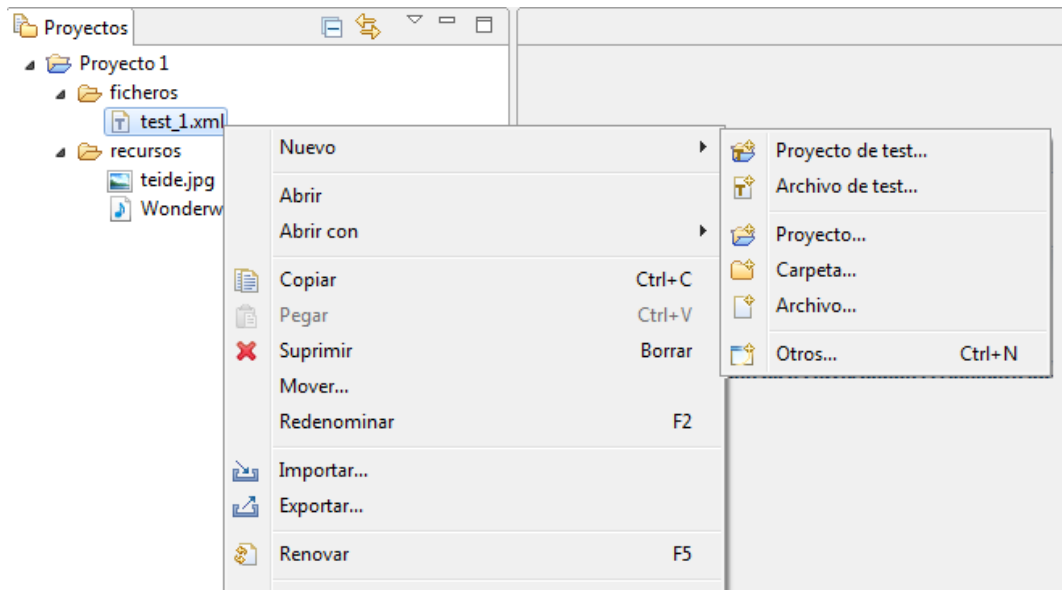 Proyectos
Proyecto 1
ficheros
test_1.xml
recursos
teide.jpg
Wonderw
Nuevo
Abrir
Abrir con
Copiar Ctrl+C
Pegar Ctrl+V
Suprimir Borrar
Mover...
Redenominar F2
Importar...
Exportar...
Renovar F5
Proyecto de test...
Archivo de test...
Proyecto...
Carpeta...
Archivo...
Otros... Ctrl+N